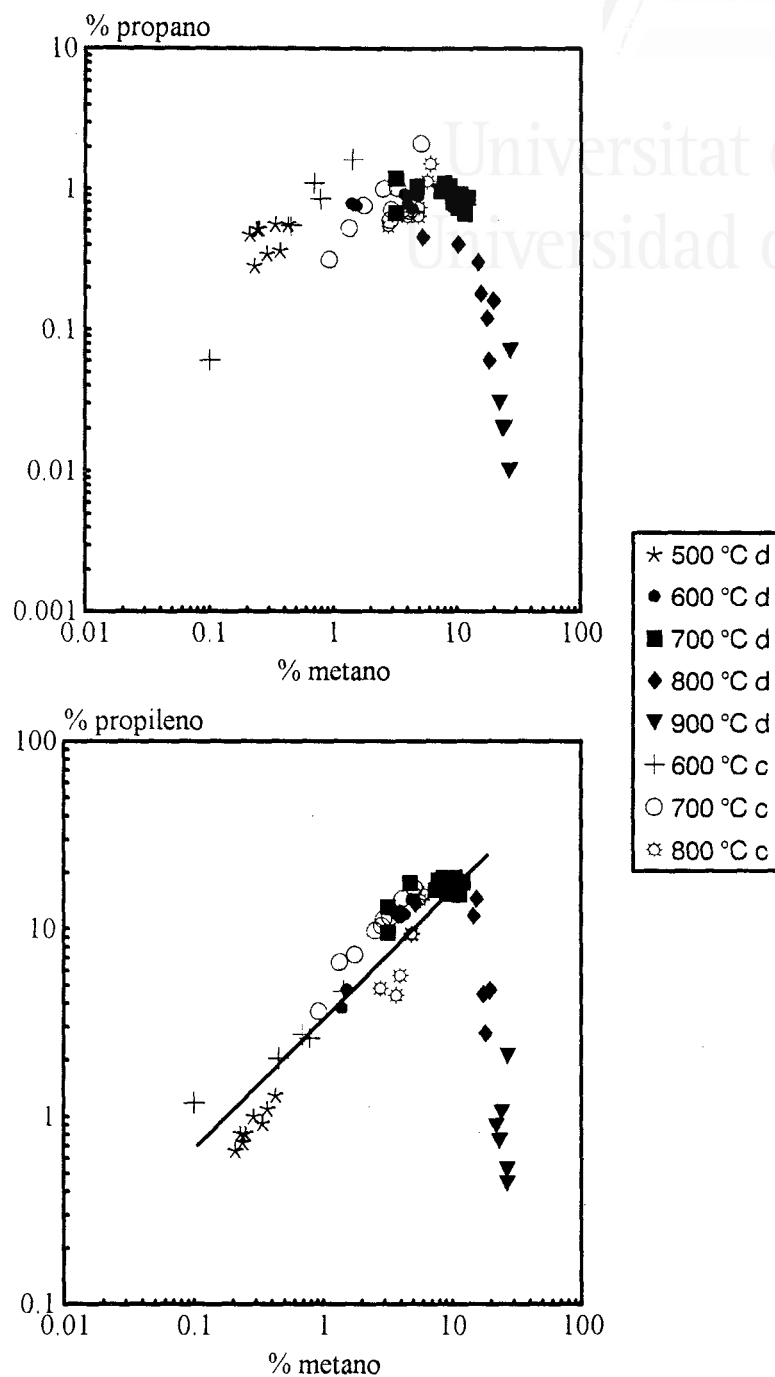 % propano
Universitat d
Universidad d
10
1
0.1
0.01
0.001
0.01
0.1
1
10
100
% metano
500 °C d
600 °C d
700 °C d
800 °C d
900 °C d
600 °C c
700 °C c
800 °C c
% propileno
100
10
1
0.1
0.01
0.1
1
10
100
% metano